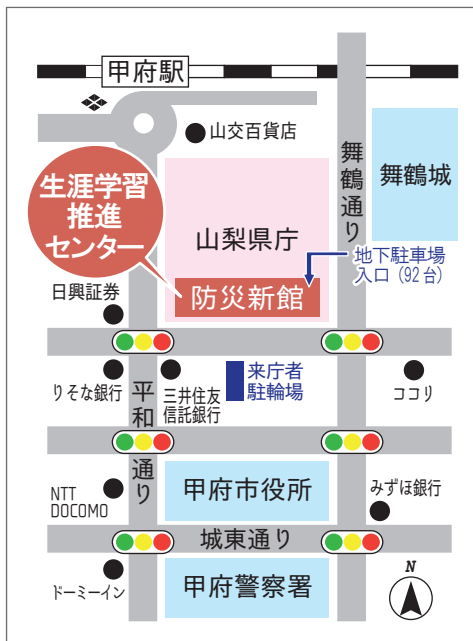 甲府駅
山交百貨店
生涯学習
推進
センター
舞鶴通り
舞鶴城
山梨県庁
地下駐車場
入口(92台)
防災新館
日興証券
りそな銀行
平和通り
三井住友
信託銀行
来庁者
駐輪場
ココリ
NTT
DOCOMO
甲府市役所
みずほ銀行
城東通り
ドーミーイン
甲府警察署
N